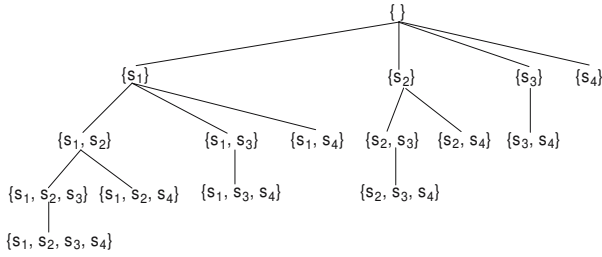 { }
{s₁} {s₂} {s₃} {s₄}
{s₁, s₂} {s₁, s₃} {s₁, s₄} {s₂, s₃} {s₂, s₄} {s₃, s₄}
{s₁, s₂, s₃} {s₁, s₂, s₄} {s₁, s₃, s₄} {s₂, s₃, s₄}
{s₁, s₂, s₃, s₄}